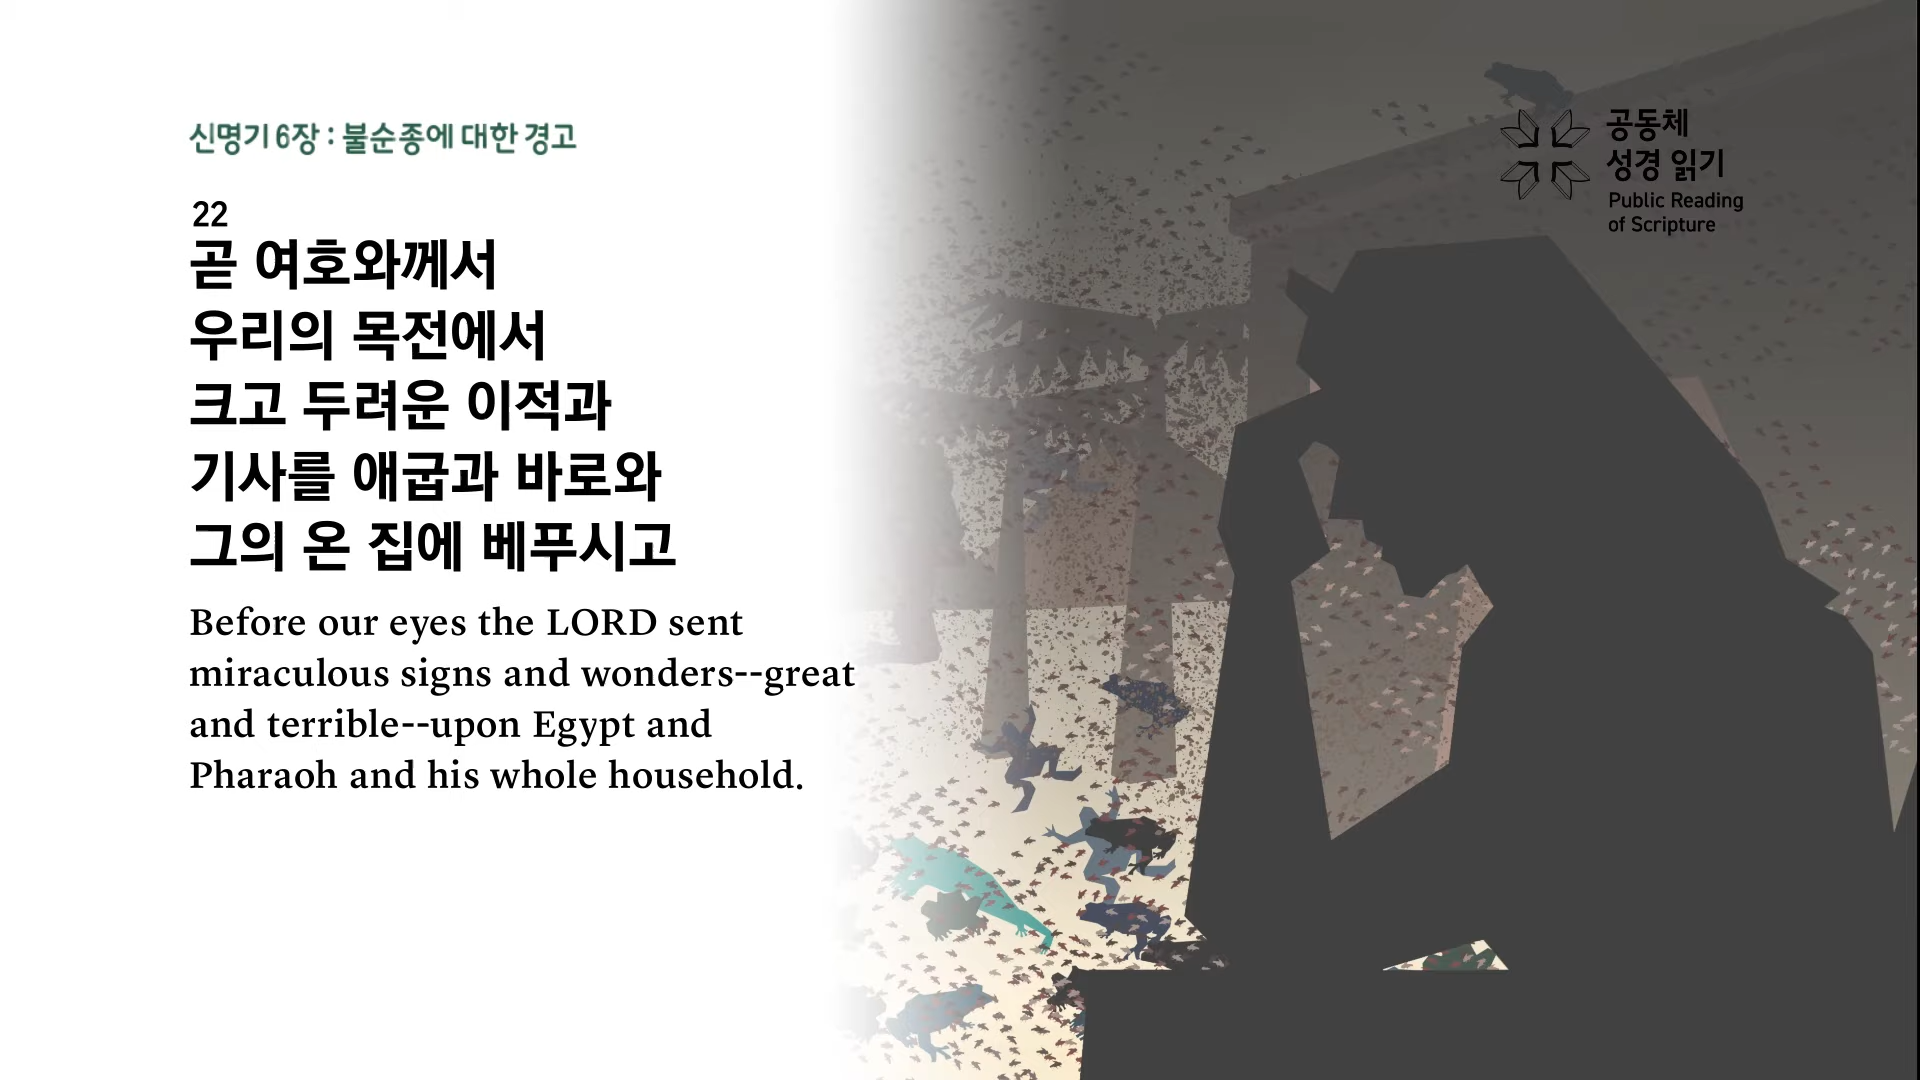 신명기 6장 : 불순종에 대한 경고
22
곧 여호와께서
우리의 목전에서
크고 두려운 이적과
기사를 애굽과 바로와
그의 온 집에 베푸시고
Before our eyes the LORD sent
miraculous signs and wonders--great
and terrible--upon Egypt and
Pharaoh and his whole household.
공동체
성경 읽기
Public Reading
of Scripture